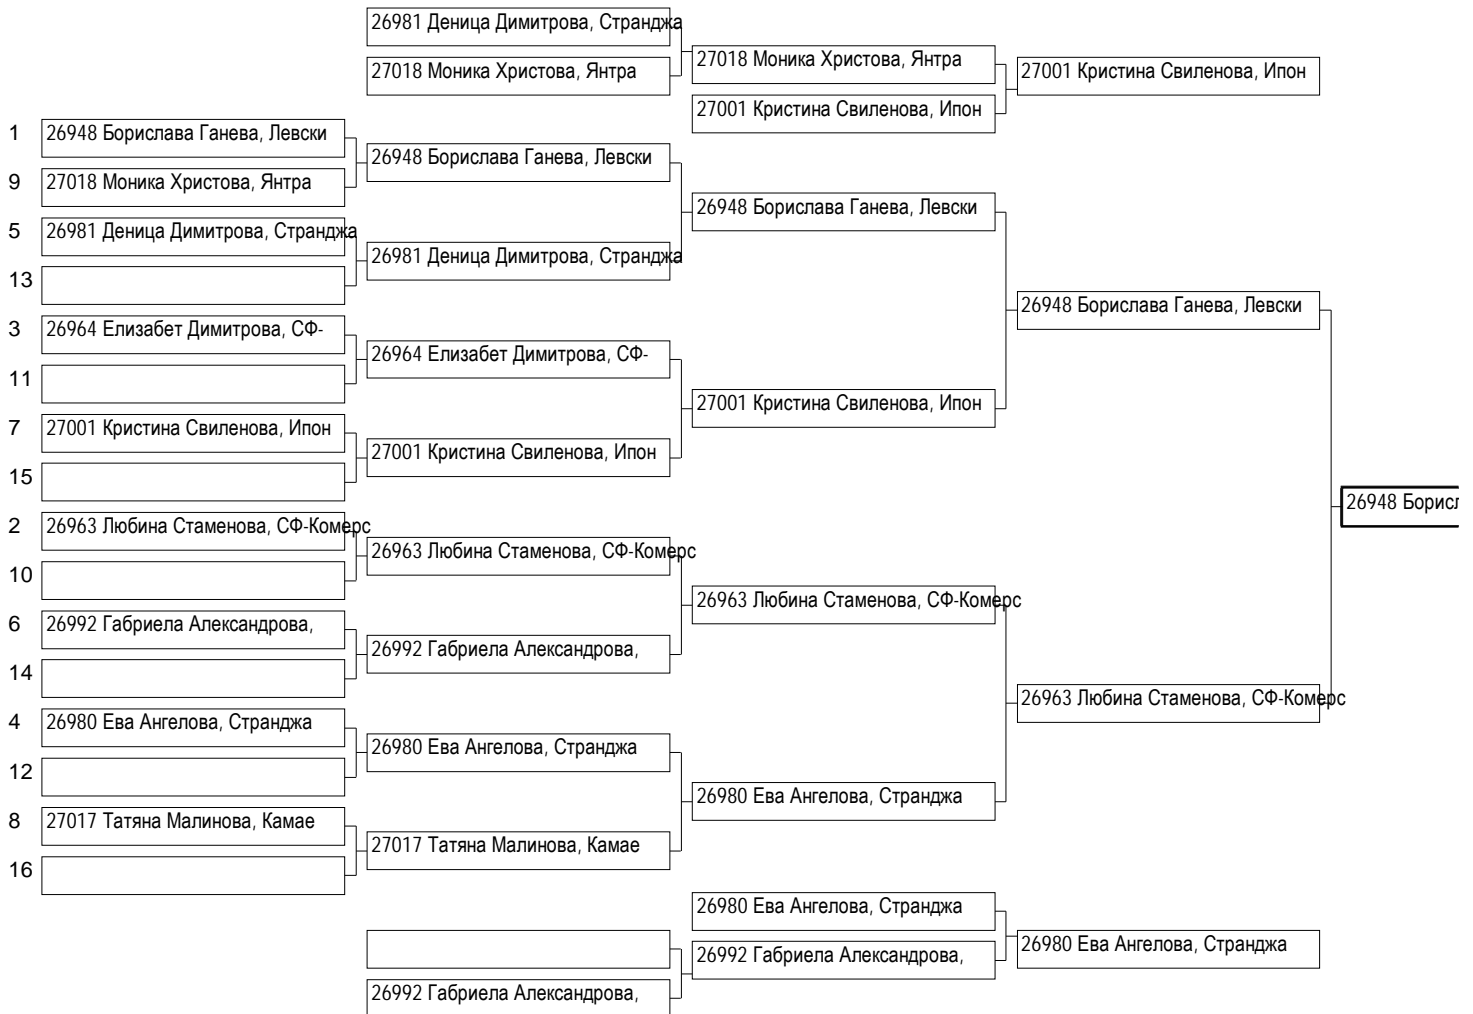 26981 Деница Димитрова, Странджа
27018 Моника Христова, Янтра
27018 Моника Христова, Янтра
27001 Кристина Свиленова, Ипон
27001 Кристина Свиленова, Ипон
1 26948 Борислава Ганева, Левски
26948 Борислава Ганева, Левски
9 27018 Моника Христова, Янтра
26948 Борислава Ганева, Левски
5 26981 Деница Димитрова, Странджа
26981 Деница Димитрова, Странджа
13
26948 Борислава Ганева, Левски
3 26964 Елизабет Димитрова, СФ-
26964 Елизабет Димитрова, СФ-
11
27001 Кристина Свиленова, Ипон
7 27001 Кристина Свиленова, Ипон
27001 Кристина Свиленова, Ипон
15
26948 Борисл
2 26963 Любина Стаменова, СФ-Комерс
26963 Любина Стаменова, СФ-Комерс
10
26963 Любина Стаменова, СФ-Комерс
6 26992 Габриела Александрова,
26992 Габриела Александрова,
14
26963 Любина Стаменова, СФ-Комерс
4 26980 Ева Ангелова, Странджа
26980 Ева Ангелова, Странджа
12
26980 Ева Ангелова, Странджа
8 27017 Татяна Малинова, Камае
27017 Татяна Малинова, Камае
16
26980 Ева Ангелова, Странджа
26980 Ева Ангелова, Странджа
26992 Габриела Александрова,
26992 Габриела Александрова,